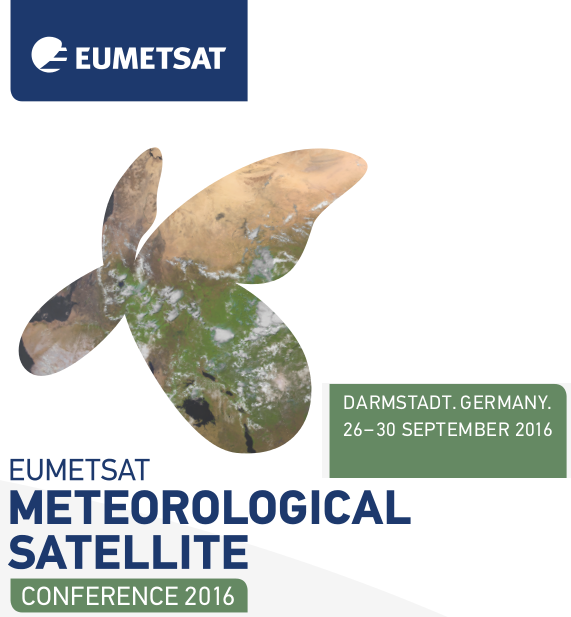 EUMETSAT
DARMSTADT. GERMANY.
26–30 SEPTEMBER 2016
EUMETSAT
METEOROLOGICAL
SATELLITE
CONFERENCE 2016